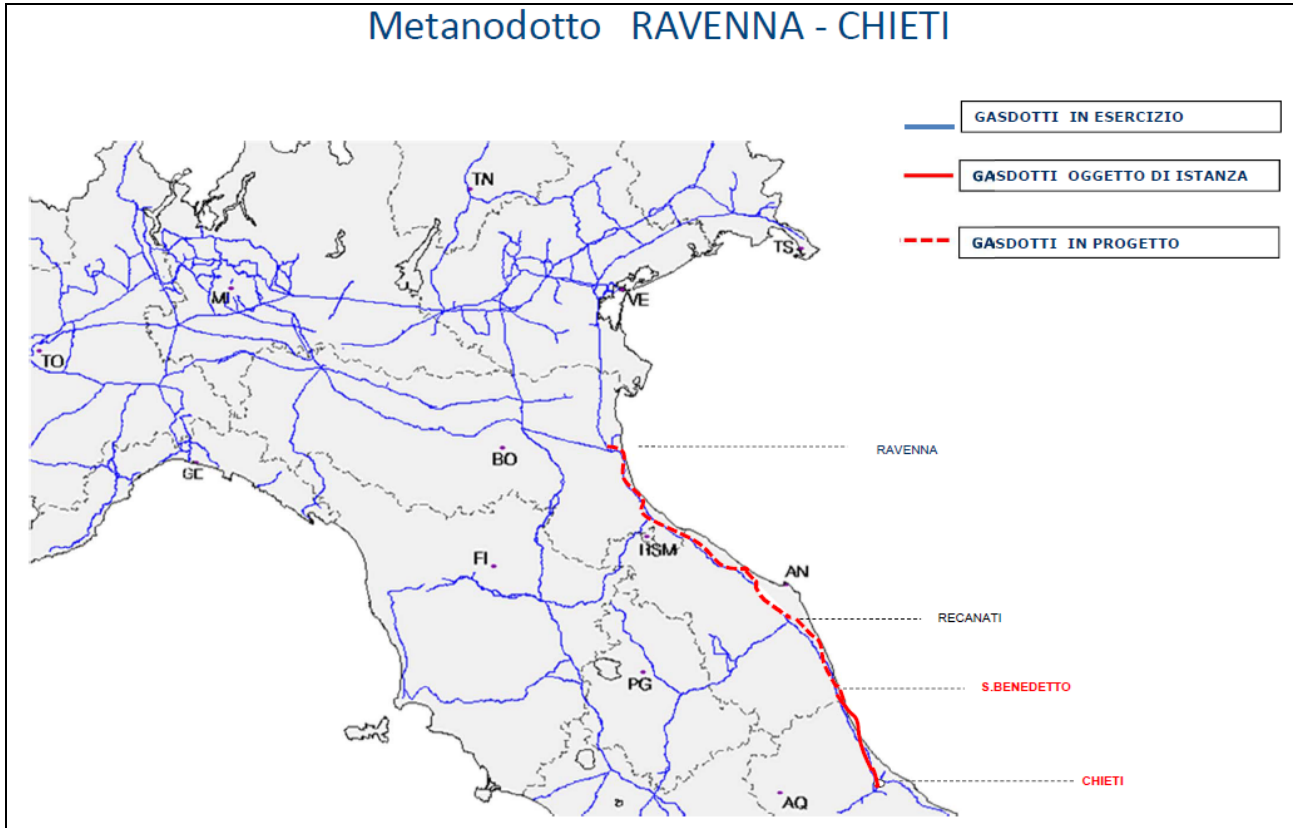 Metanodotto RAVENNA - CHIETI
GASDOTTI IN ESERCIZIO
GASDOTTI OGGETTO DI ISTANZA
GASDOTTI IN PROGETTO
TN
TS
MI
VE
TO
RAVENNA
BO
GE
RSM
FI
AN
RECANATI
PG
S.BENEDETTO
CHIETI
AQ